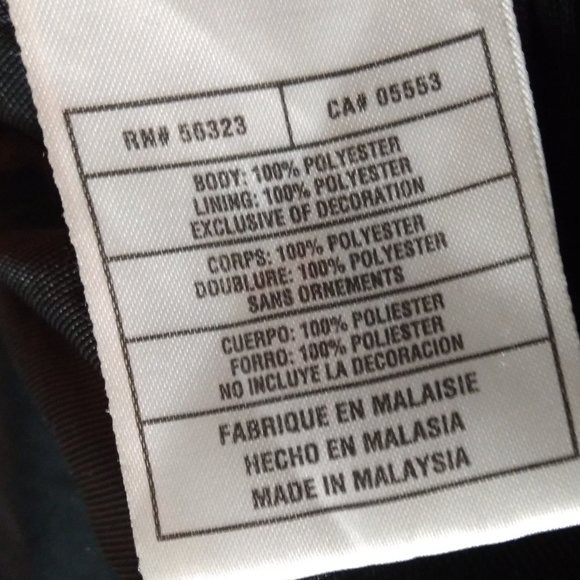 RN# 56323
CA# 05553
BODY: 100% POLYESTER
LINING: 100% POLYESTER
EXCLUSIVE OF DECORATION
CORPS: 100% POLYESTER
DOUBLURE: 100% POLYESTER
SANS ORNEMENTS
CUERPO: 100% POLIESTER
FORRO: 100% POLIESTER
NO INCLUYE LA DECORACION
FABRIQUE EN MALAISIE
HECHO EN MALASIA
MADE IN MALAYSIA